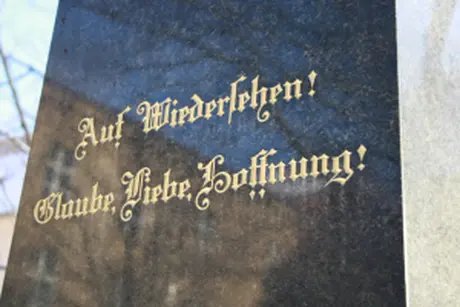 Auf Wiedersehen!
Glaube, Liebe, Hoffnung!